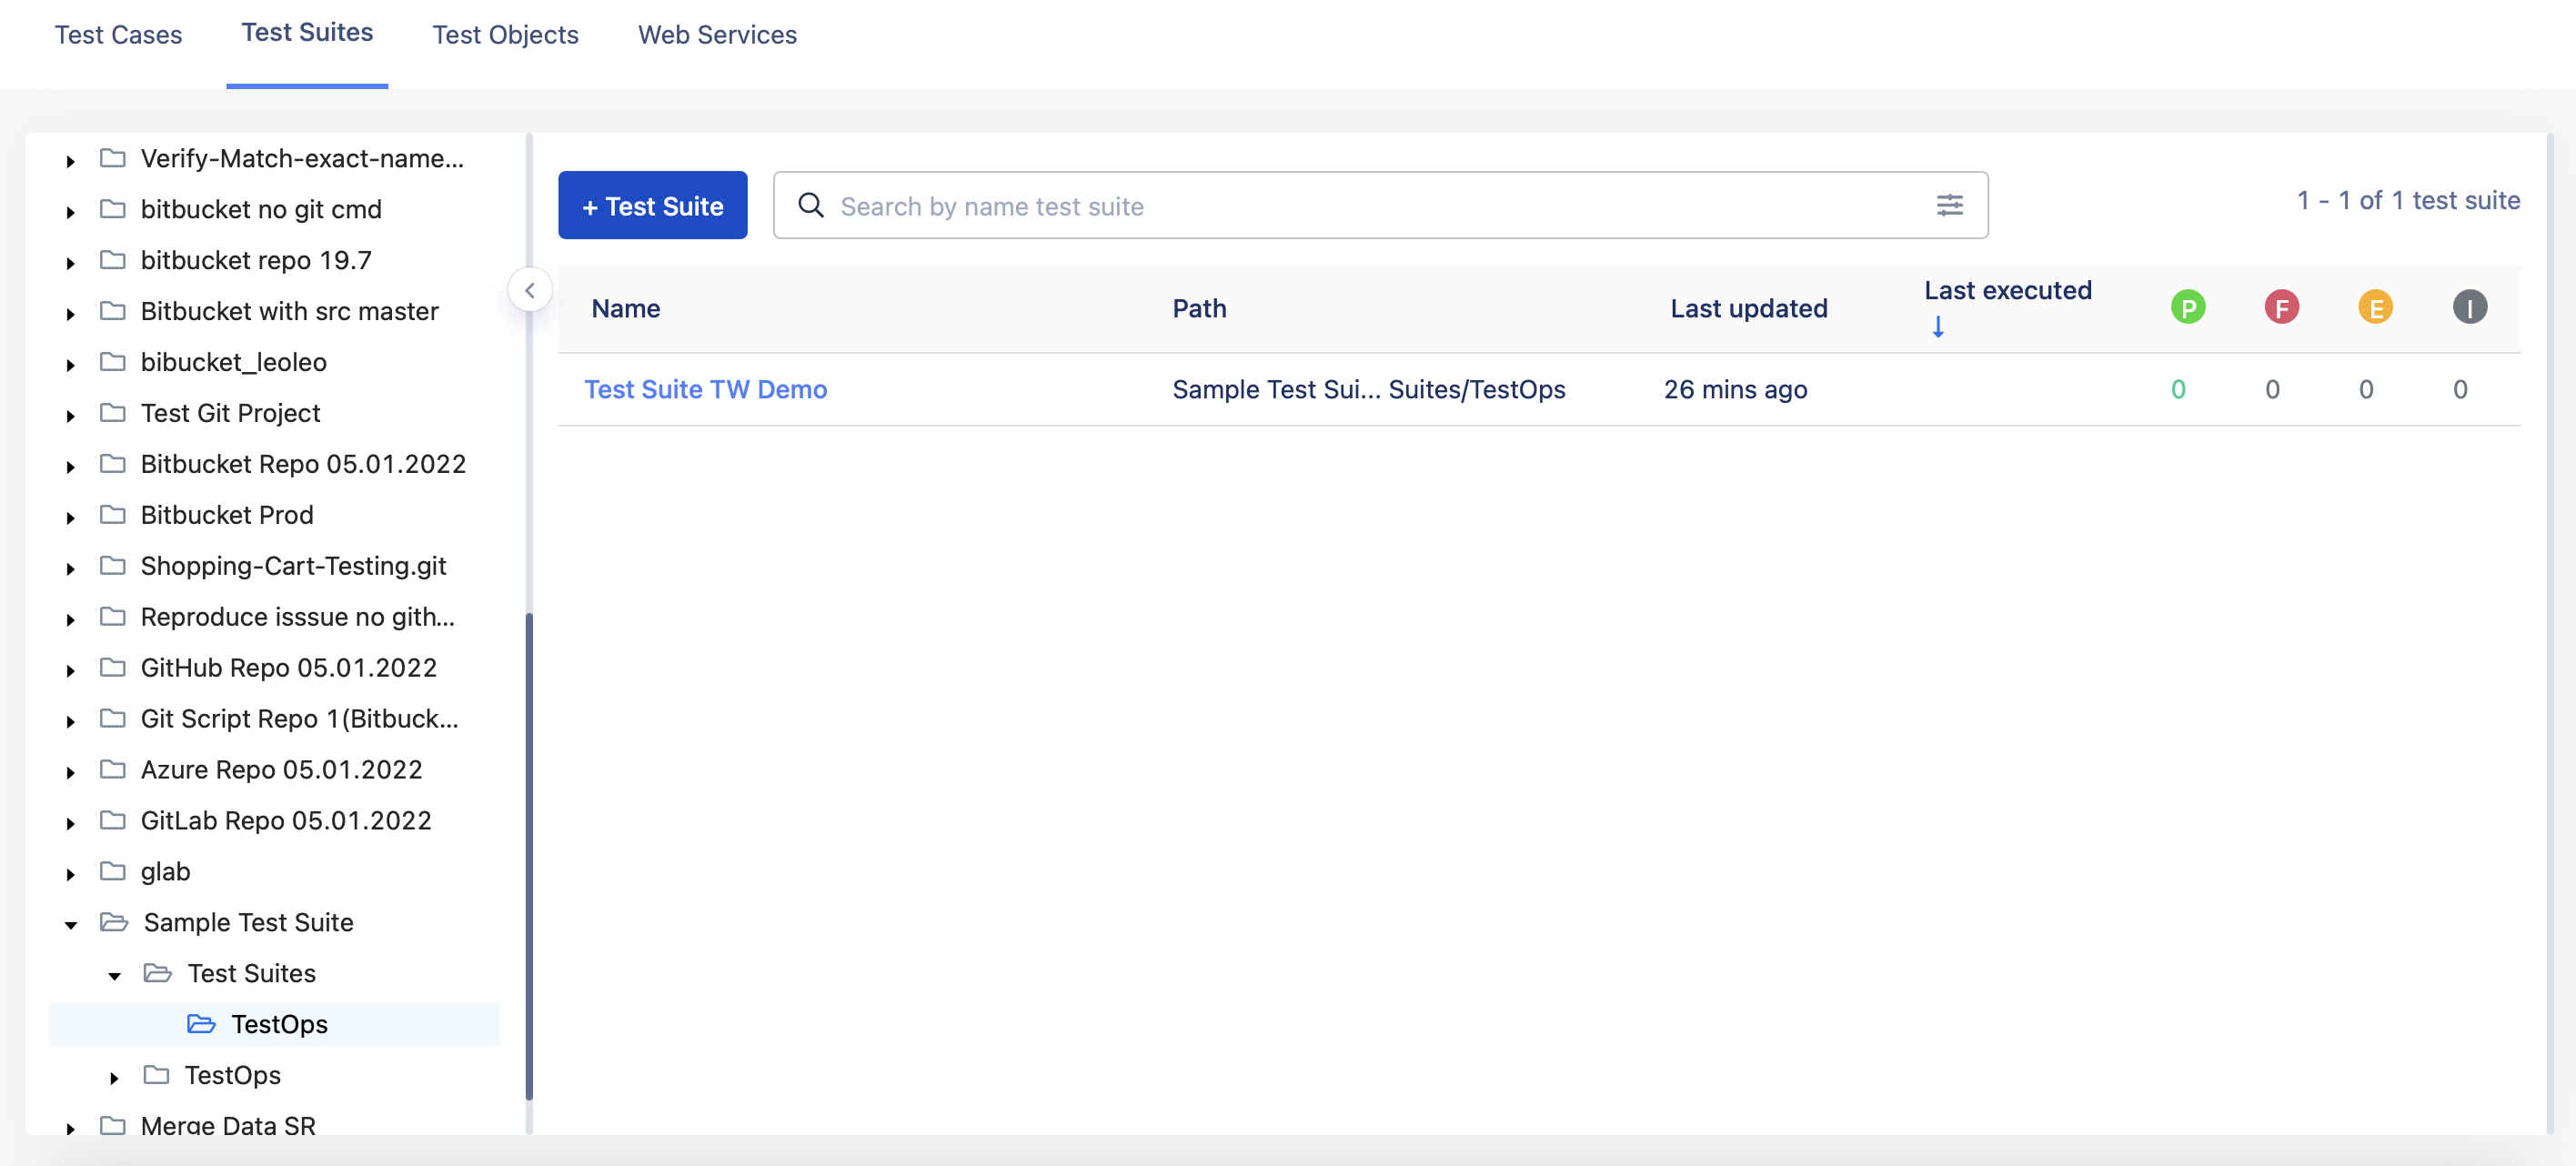 Test Cases
Test Suites
Test Objects
Web Services
Verify-Match-exact-name...
bitbucket no git cmd
bitbucket repo 19.7
Bitbucket with src master
bibucket_leoleo
Test Git Project
Bitbucket Repo 05.01.2022
Bitbucket Prod
Shopping-Cart-Testing.git
Reproduce isssue no gith...
GitHub Repo 05.01.2022
Git Script Repo 1(Bitbuck...
Azure Repo 05.01.2022
GitLab Repo 05.01.2022
glab
Sample Test Suite
Test Suites
TestOps
TestOps
Merge Data SR
+ Test Suite
Search by name test suite
1 - 1 of 1 test suite
Name Path Last updated Last executed ↓ P F E I
Test Suite TW Demo Sample Test Sui... Suites/TestOps 26 mins ago 0 0 0 0